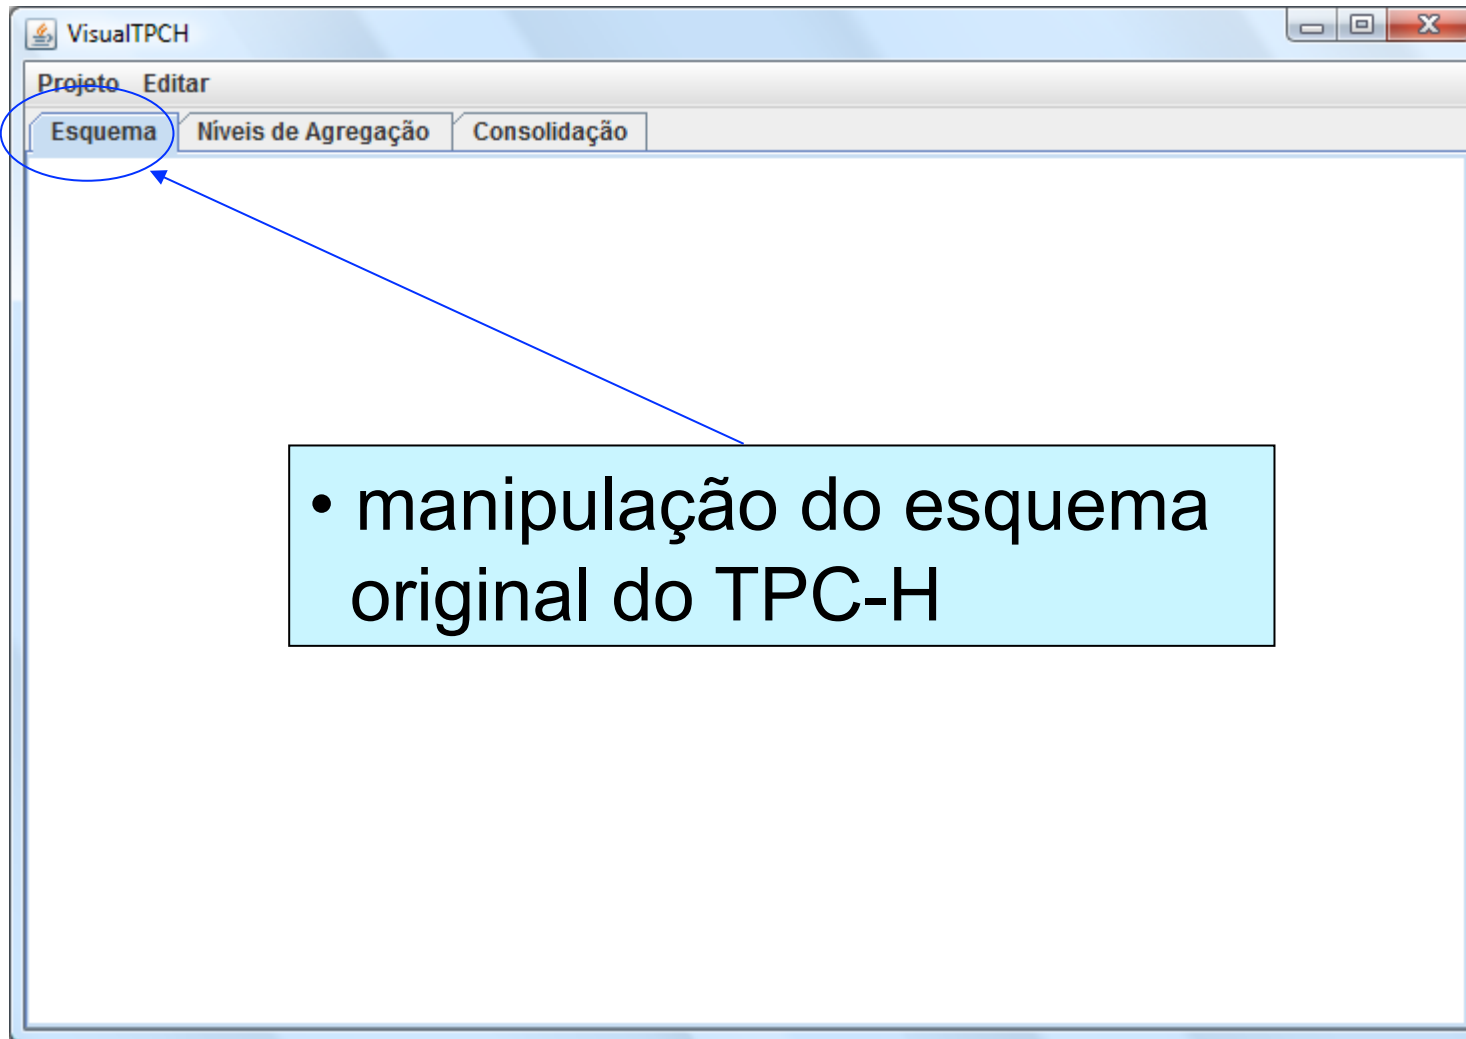 VisualTPCH
Projeto Editar
Esquema Níveis de Agregação Consolidação
• manipulação do esquema
original do TPC-H